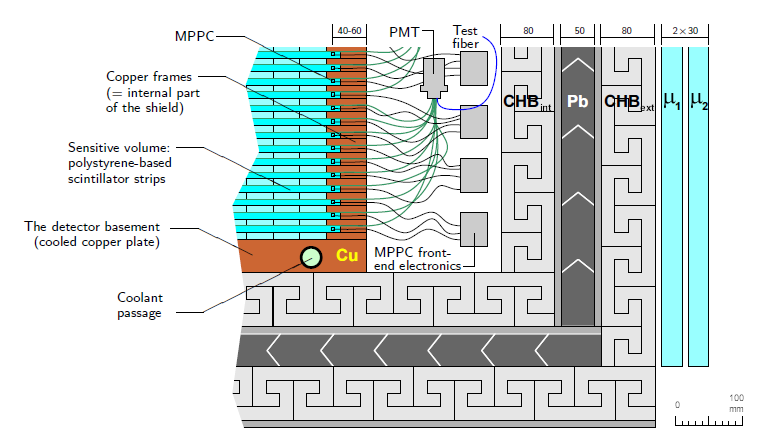 40-60
80
50
80
2×30
MPPC
PMT
Test
fiber
Copper frames
(= internal part
of the shield)
CHB int
Pb
CHB ext
μ1
μ2
Sensitive volume:
polystyrene-based
scintillator strips
The detector basement
(cooled copper plate)
Cu
MPPC front-
end electronics
Coolant
passage
0
100
mm